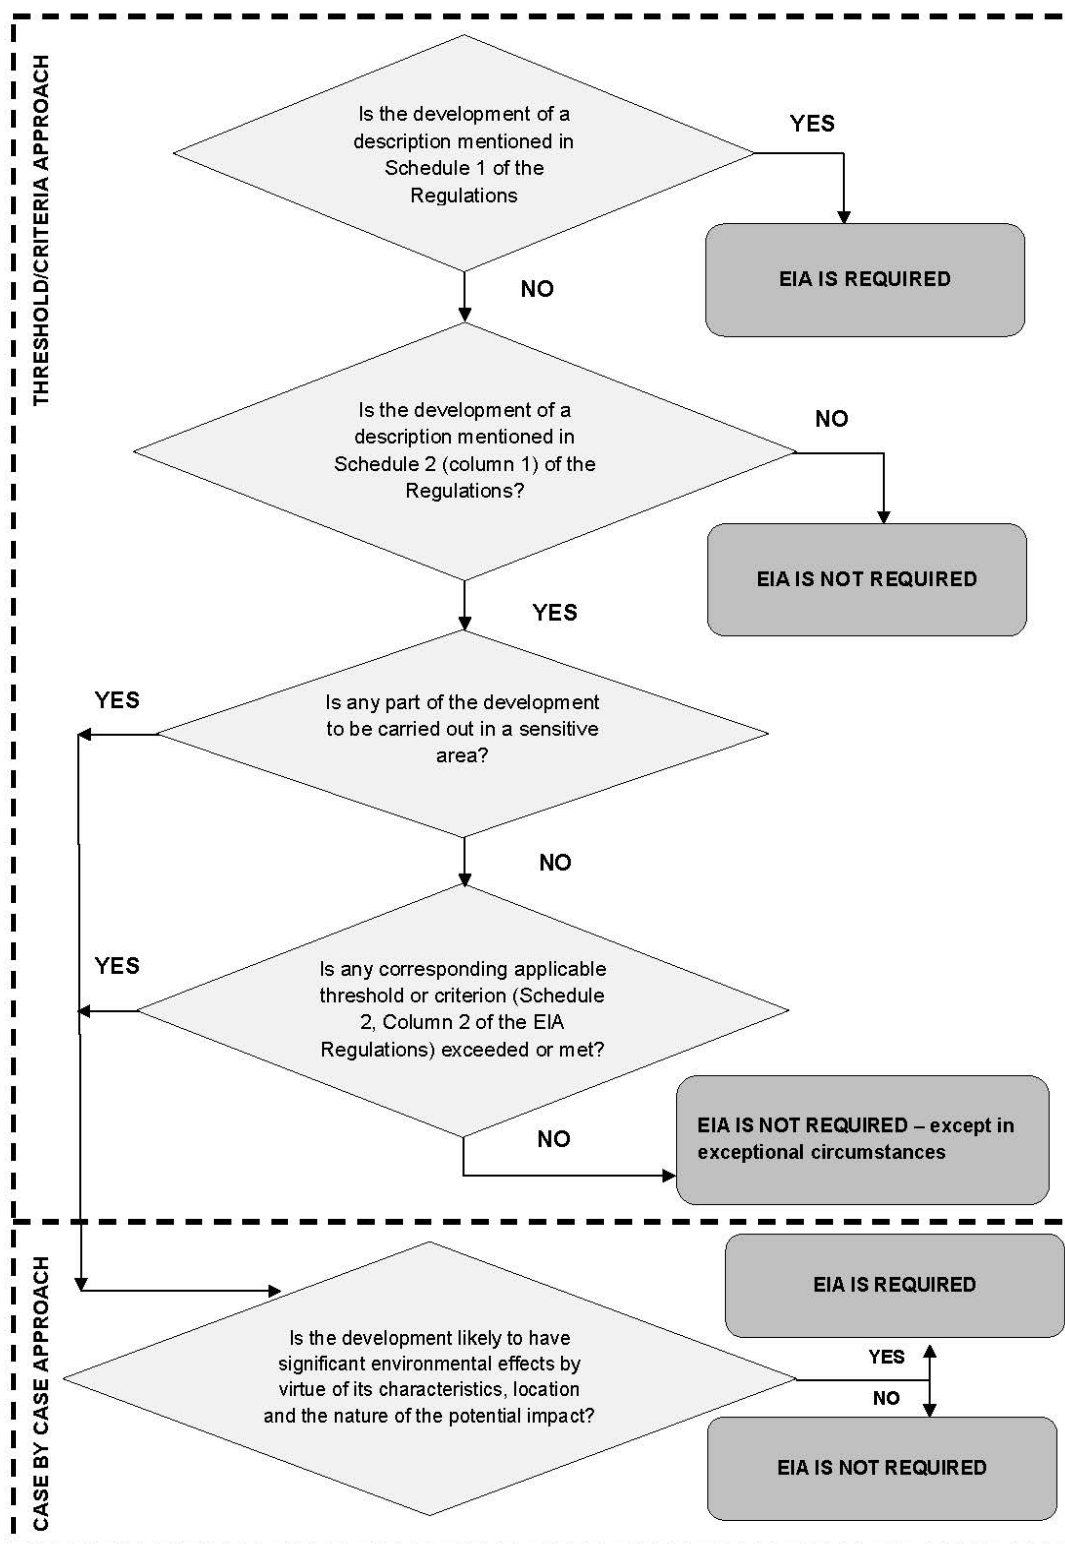 THRESHOLD/CRITERIA APPROACH
Is the development of a
description mentioned in
Schedule 1 of the
Regulations
YES
EIA IS REQUIRED
NO
Is the development of a
description mentioned in
Schedule 2 (column 1) of the
Regulations?
NO
EIA IS NOT REQUIRED
YES
Is any part of the development
to be carried out in a sensitive
area?
YES
NO
Is any corresponding applicable
threshold or criterion (Schedule
2, Column 2 of the EIA
Regulations) exceeded or met?
YES
NO
EIA IS NOT REQUIRED – except in
exceptional circumstances
CASE BY CASE APPROACH
Is the development likely to have
significant environmental effects by
virtue of its characteristics, location
and the nature of the potential impact?
EIA IS REQUIRED
YES
NO
EIA IS NOT REQUIRED